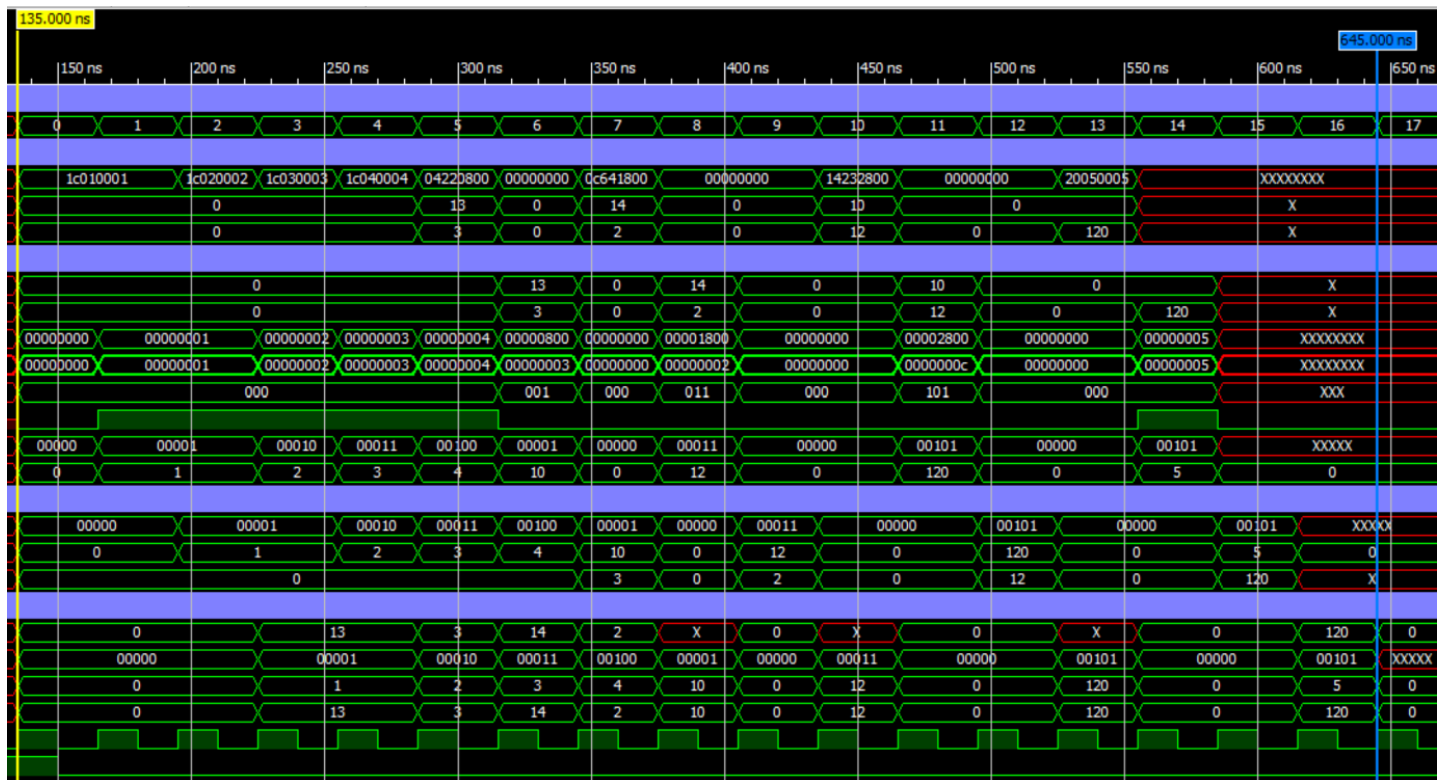 135.000 ns
645.000 ns
150 ns 200 ns 250 ns 300 ns 350 ns 400 ns 450 ns 500 ns 550 ns 600 ns 650 ns
0 1 2 3 4 5 6 7 8 9 10 11 12 13 14 15 16 17
1c010001 1c020002 1c030003 1c040004 04220800 00000000 0c641800 00000000 14232800 00000000 20050005 XXXXXXXX
0 13 0 14 0 10 0 X
0 3 0 2 0 12 0 120 X
0 13 0 14 0 10 0 X
0 3 0 2 0 12 0 120 X
00000000 00000001 00000002 00000003 00000004 00000800 00000000 00001800 00000000 00002800 00000000 00000005 XXXXXXXX
00000000 00000001 00000002 00000003 00000004 00000003 00000000 00000002 00000000 0000000c 00000000 00000005 XXXXXXXX
000 001 000 011 000 101 000 XXX
00000 00001 00010 00011 00100 00001 00000 00011 00000 00101 00000 00101 XXXXX
0 1 2 3 4 10 0 12 0 120 0 5 0
00000 00001 00010 00011 00100 00001 00000 00011 00000 00101 00000 00101 XXXXX
0 1 2 3 4 10 0 12 0 120 0 5 0
0 3 0 2 0 12 0 120 X
0 13 3 14 2 X 0 X 0 X 0 120 0
00000 00001 00010 00011 00100 00001 00000 00011 00000 00101 00000 00101 XXXXX
0 1 2 3 4 10 0 12 0 120 0 5 0
0 13 3 14 2 10 0 12 0 120 0 120 0